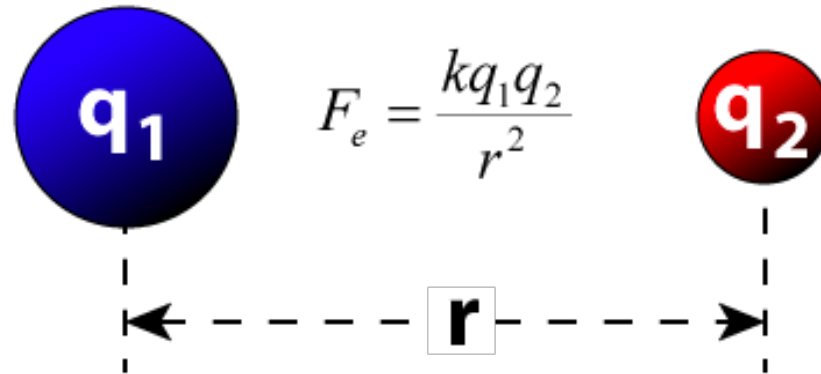 q₁
Fₑ = kq₁q₂ / r²
q₂
r